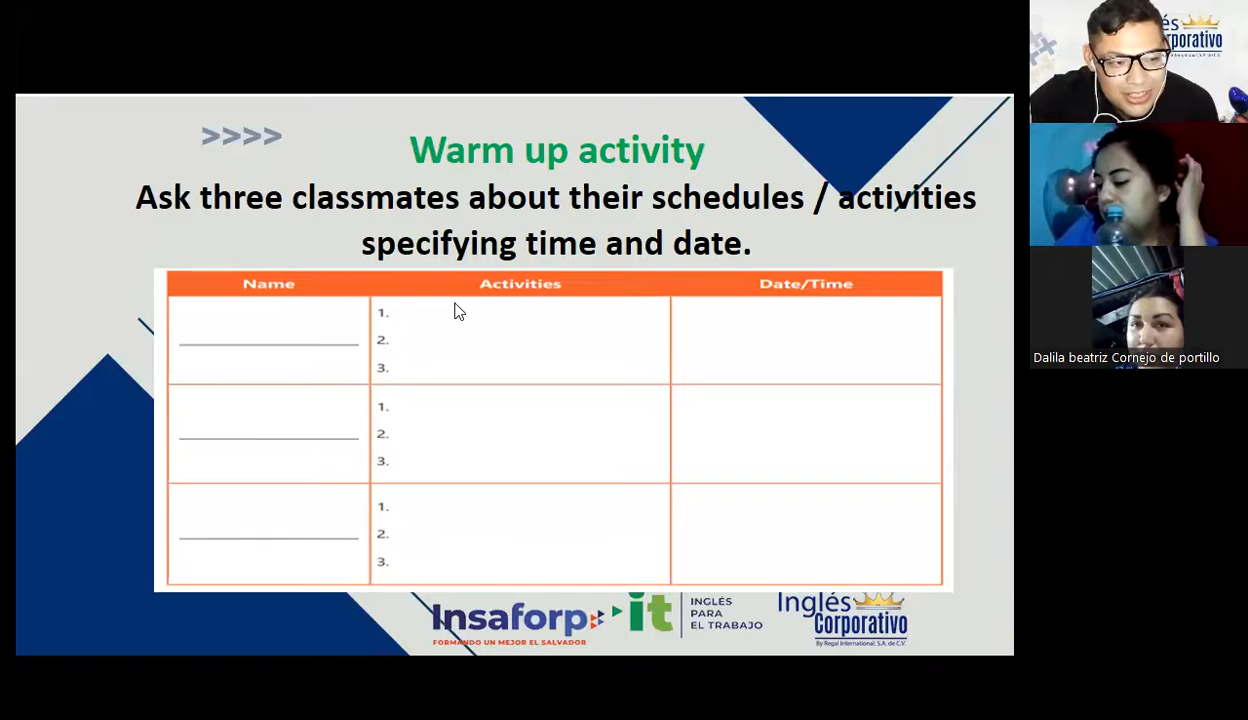 >>>>
Warm up activity
Ask three classmates about their schedules / activities
specifying time and date.
Name Activities Date/Time
1.
2.
3.
1.
2.
3.
1.
2.
3.
Insaforp
FORMANDO UN MEJOR EL SALVADOR
it
INGLÉS
PARA
EL TRABAJO
Inglés
Corporativo
By Regal International, S.A. de C.V.
és
rporativo
Dalila beatriz Cornejo de portillo